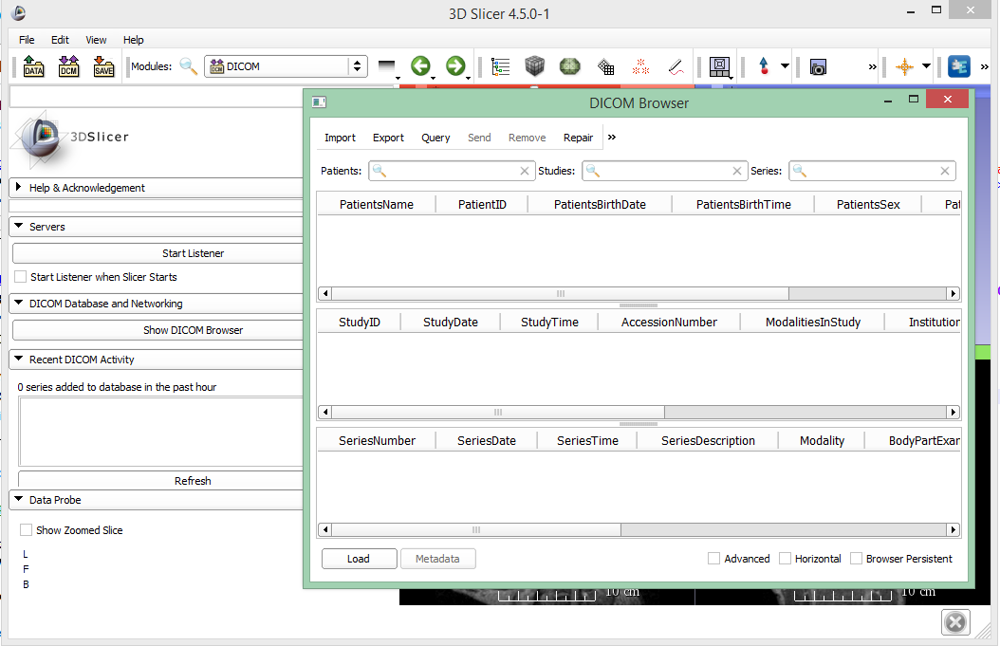 3D Slicer 4.5.0-1
File Edit View Help
DATA DCM SAVE Modules: DCM DICOM
3DSlicer
Help & Acknowledgement
Servers
Start Listener
Start Listener when Slicer Starts
DICOM Database and Networking
Show DICOM Browser
Recent DICOM Activity
0 series added to database in the past hour
Refresh
Data Probe
Show Zoomed Slice
L
F
B
DICOM Browser
Import Export Query Send Remove Repair »
Patients: Studies: Series:
PatientsName PatientID PatientsBirthDate PatientsBirthTime PatientsSex Pat
StudyID StudyDate StudyTime AccessionNumber ModalitiesInStudy Institution
SeriesNumber SeriesDate SeriesTime SeriesDescription Modality BodyPartExar
Load Metadata Advanced Horizontal Browser Persistent
10 cm 10 cm